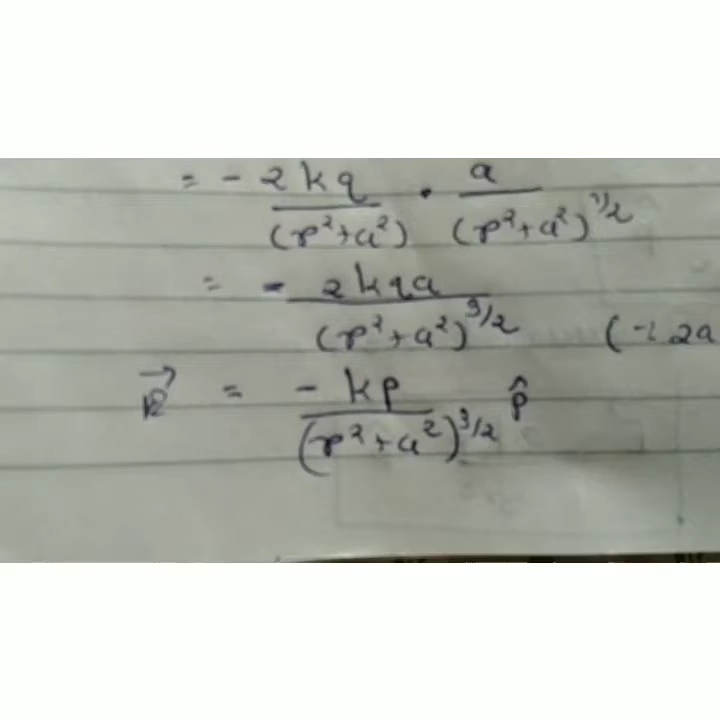 = - 2kq/(r²+a²) . a/(r²+a²)^1/2
= - 2kqa/(r²+a²)^3/2 (∵ 2a
= -kp/(r²+a²)^3/2 p̂